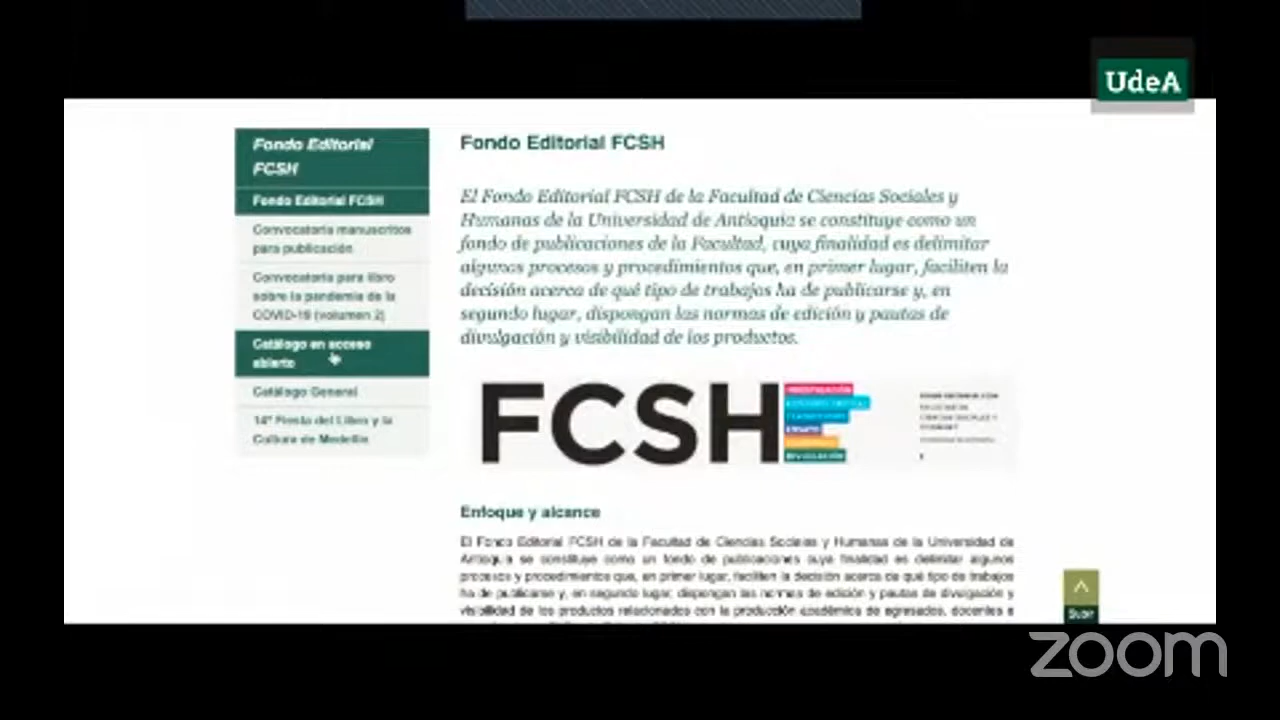 UdeA
Fondo Editorial
FCSH
Fondo Editorial FCSH
Convocatoria manuscritos
para publicación
Convocatoria para libro
sobre la pandemia de la
COVID-19 (volumen 2)
Catálogo en acceso
abierto
Catálogo General
14° Fiesta del Libro y la
Cultura de Medellín
Fondo Editorial FCSH
El Fondo Editorial FCSH de la Facultad de Ciencias Sociales y
Humanas de la Universidad de Antioquia se constituye como un
fondo de publicaciones de la Facultad, cuya finalidad es delimitar
algunos procesos y procedimientos que, en primer lugar, faciliten la
decisión acerca de qué tipo de trabajos ha de publicarse y, en
segundo lugar, dispongan las normas de edición y pautas de
divulgación y visibilidad de los productos.
FCSH
INVESTIGACIÓN
Enfoque y alcance
El Fondo Editorial FCSH de la Facultad de Ciencias Sociales y Humanas de la Universidad de
Antioquia se constituye como un fondo de publicaciones cuya finalidad es delimitar algunos
procesos y procedimientos que, en primer lugar, faciliten la decisión acerca de qué tipo de trabajos
ha de publicarse y, en segundo lugar, dispongan las normas de edición y pautas de divulgación y
visibilidad de los productos relacionados con la producción académica de egresados, docentes e
Subir
zoom